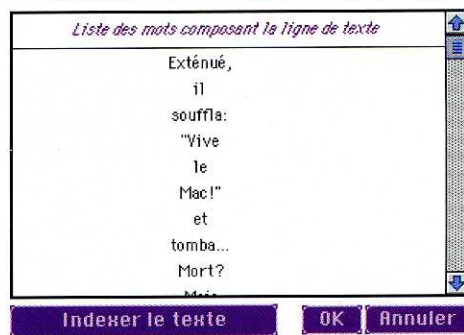 Liste des mots composant la ligne de texte
Exténué,
il
souffla:
"Vive
le
Mac!"
et
tomba...
Mort?
Indexer le texte
OK
Annuler